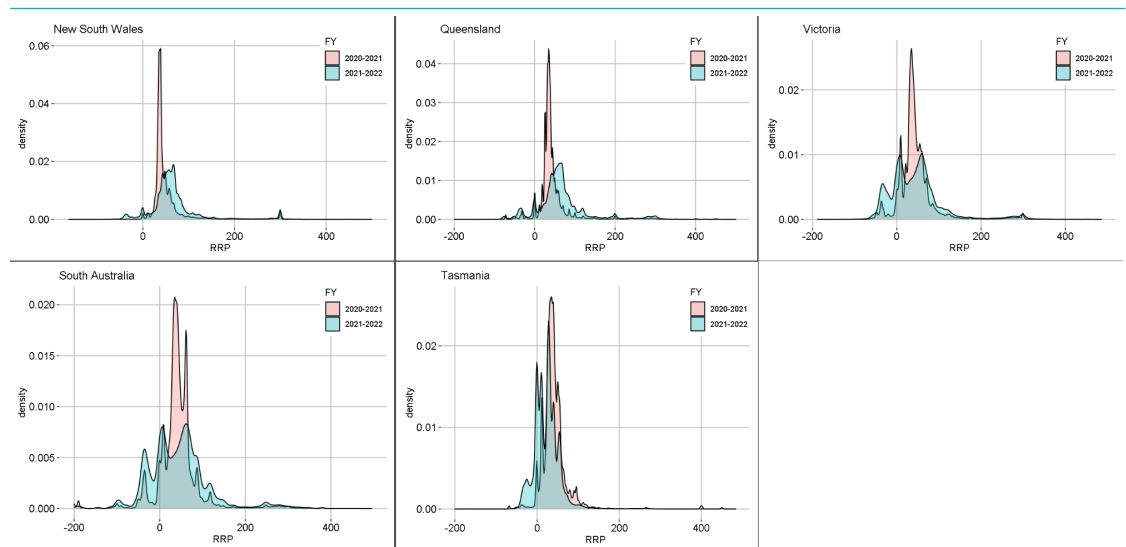 New South Wales
FY
2020-2021
2021-2022
0.06
0.04
0.02
0.00
density
0
200
400
RRP
Queensland
FY
2020-2021
2021-2022
0.04
0.03
0.02
0.01
0.00
density
-200
0
200
400
RRP
Victoria
FY
2020-2021
2021-2022
0.02
0.01
0.00
density
-200
0
200
400
RRP
South Australia
FY
2020-2021
2021-2022
0.020
0.015
0.010
0.005
0.000
density
-200
0
200
400
RRP
Tasmania
FY
2020-2021
2021-2022
0.02
0.01
0.00
density
-200
0
200
400
RRP